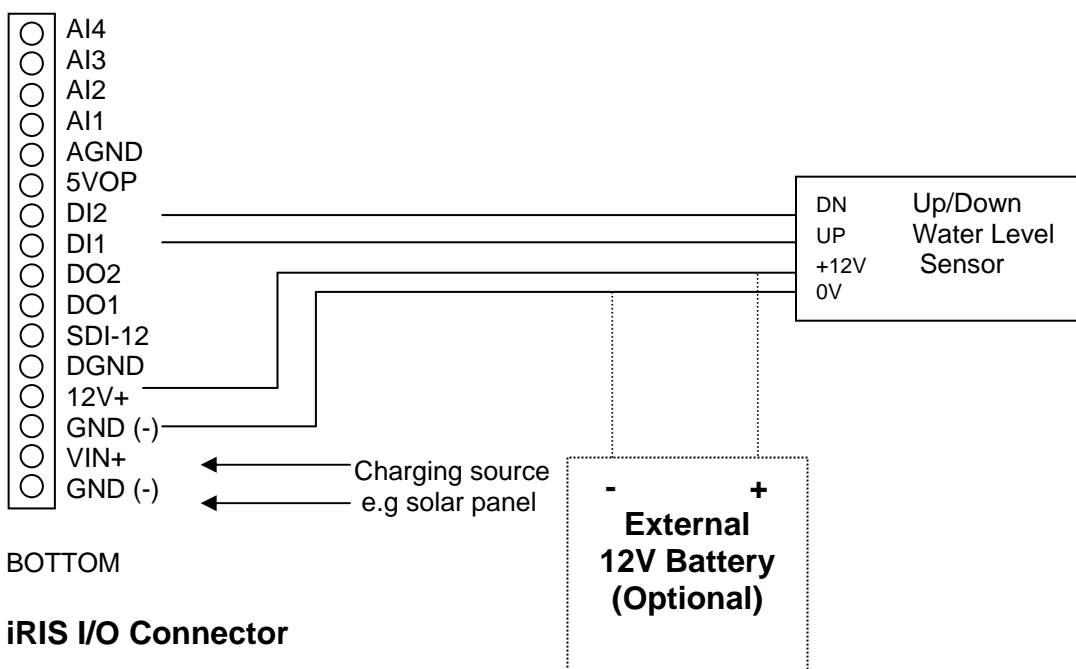 AI4
AI3
AI2
AI1
AGND
5VOP
DI2
DI1
DO2
DO1
SDI-12
DGND
12V+
GND (-)
VIN+
GND (-)
DN Up/Down
UP Water Level
+12V Sensor
0V
Charging source
e.g solar panel
- +
External
12V Battery
(Optional)
BOTTOM
iRIS I/O Connector